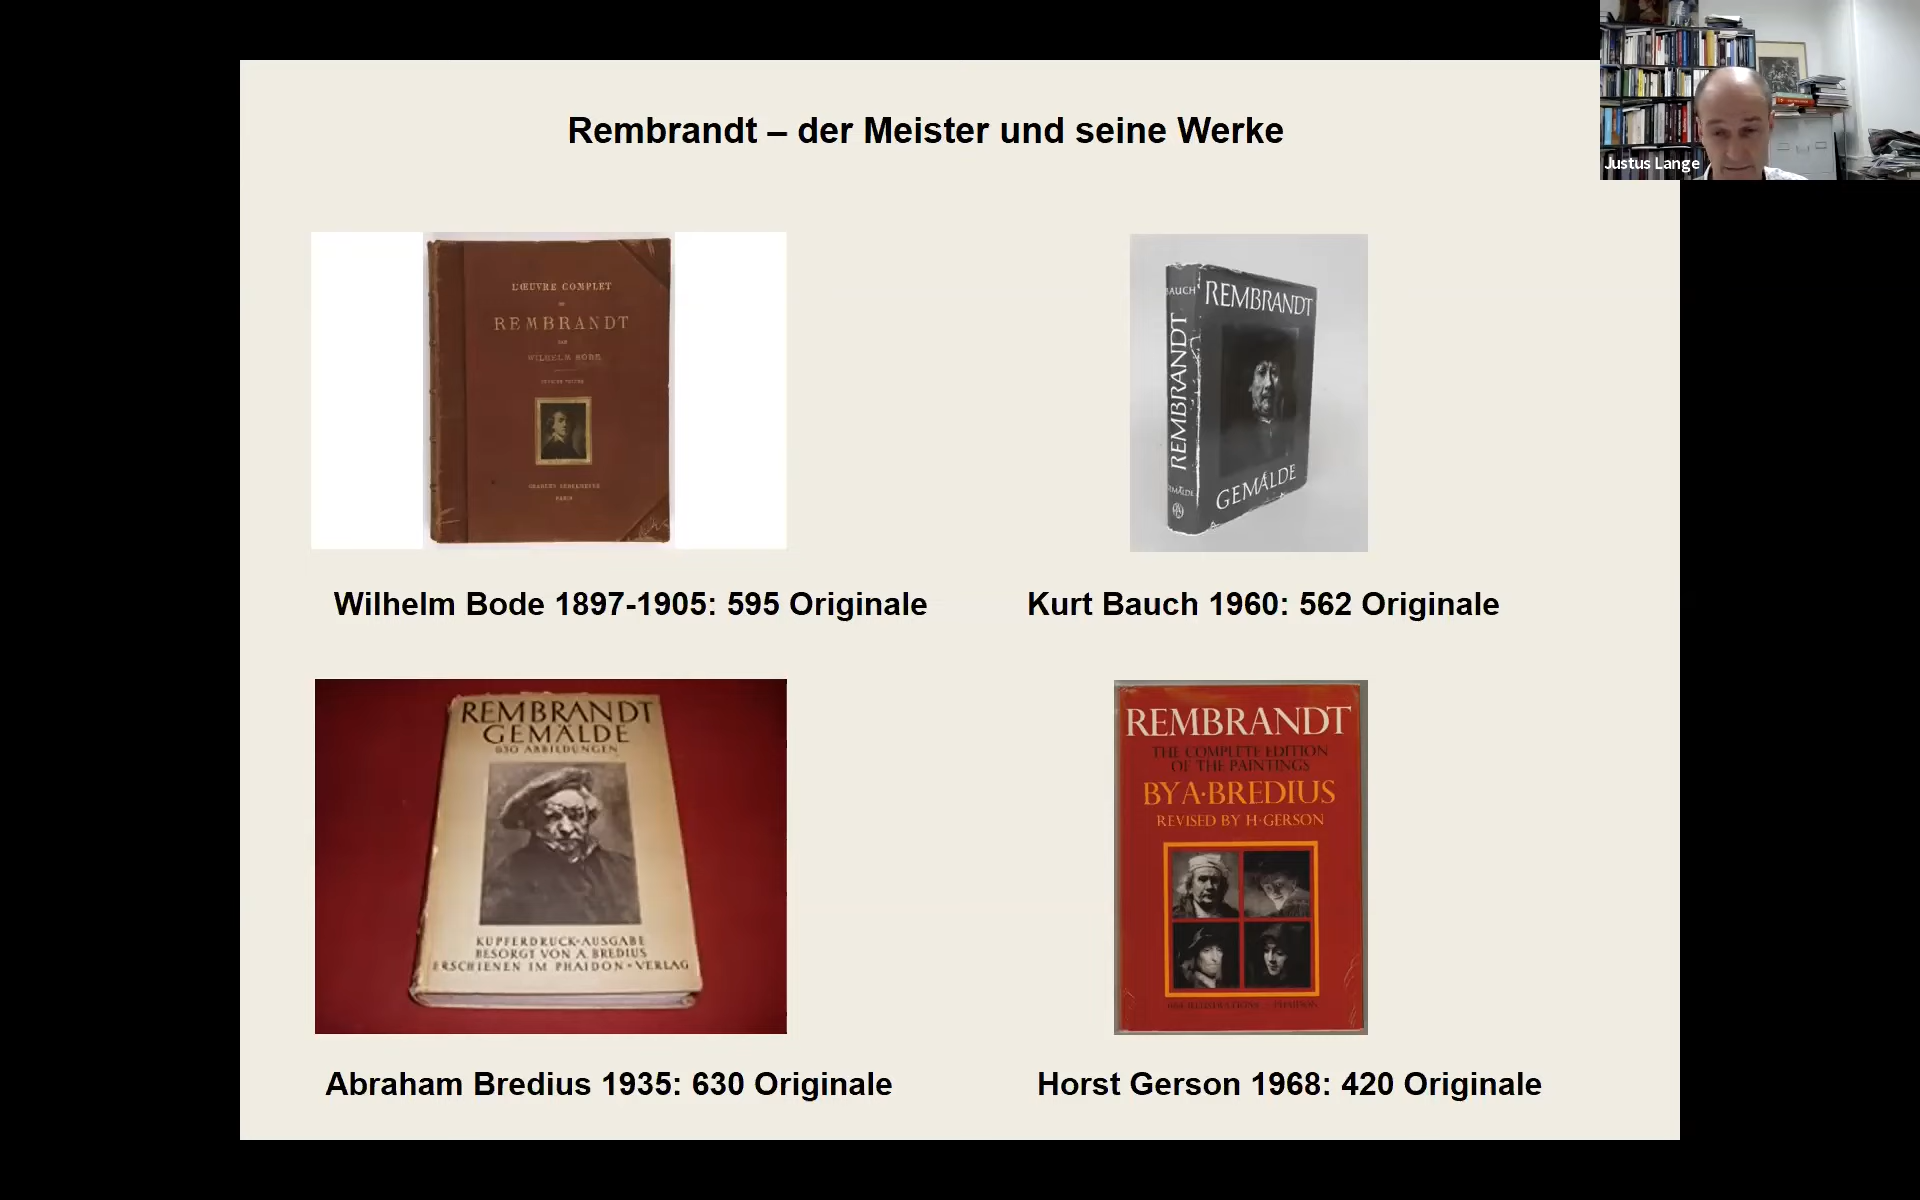 Rembrandt – der Meister und seine Werke
Justus Lange
L'ŒUVRE COMPLET
DE
REMBRANDT
PAR
WILHELM BODE
PARIS
BAUCH
REMBRANDT
REMBRANDT
GEMÄLDE
GEMÄLDE
Wilhelm Bode 1897-1905: 595 Originale
Kurt Bauch 1960: 562 Originale
REMBRANDT
GEMÄLDE
630 ABBILDUNGEN
KUPFERDRUCK-AUSGABE
BESORGT VON A. BREDIUS
ERSCHIENEN IM PHAIDON-VERLAG
REMBRANDT
THE COMPLETE EDITION
OF THE PAINTINGS
BY A·BREDIUS
REVISED BY H·GERSON
Abraham Bredius 1935: 630 Originale
Horst Gerson 1968: 420 Originale